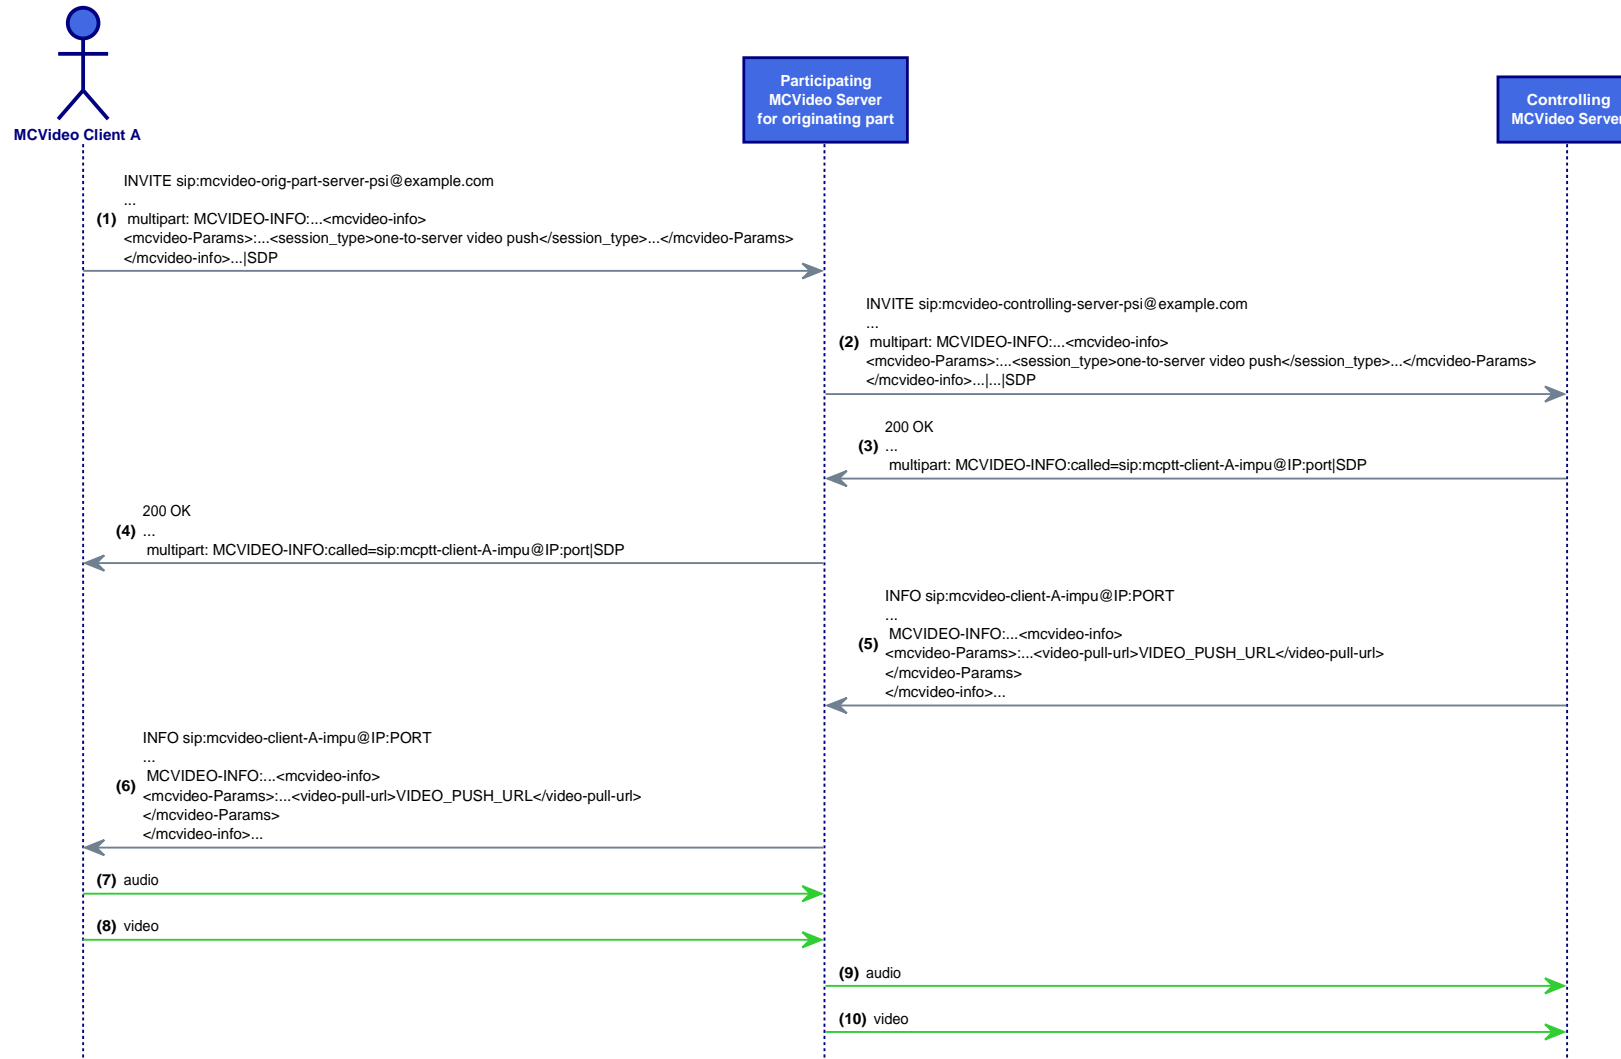 MCVideo Client A
Participating
MCVideo Server
for originating part
Controlling
MCVideo Server
INVITE sip:mcvideo-orig-part-server-psi@example.com
...
(1) multipart: MCVIDEO-INFO:...<mcvideo-info>
<mcvideo-Params>:...<session_type>one-to-server video push</session_type>...</mcvideo-Params>
</mcvideo-info>...|SDP
INVITE sip:mcvideo-controlling-server-psi@example.com
...
(2) multipart: MCVIDEO-INFO:...<mcvideo-info>
<mcvideo-Params>:...<session_type>one-to-server video push</session_type>...</mcvideo-Params>
</mcvideo-info>...|...|SDP
200 OK
(3) ...
multipart: MCVIDEO-INFO:called=sip:mcptt-client-A-impu@IP:port|SDP
200 OK
(4) ...
multipart: MCVIDEO-INFO:called=sip:mcptt-client-A-impu@IP:port|SDP
INFO sip:mcvideo-client-A-impu@IP:PORT
...
MCVIDEO-INFO:...<mcvideo-info>
(5) <mcvideo-Params>:...<video-pull-url>VIDEO_PUSH_URL</video-pull-url>
</mcvideo-Params>
</mcvideo-info>...
INFO sip:mcvideo-client-A-impu@IP:PORT
...
MCVIDEO-INFO:...<mcvideo-info>
(6) <mcvideo-Params>:...<video-pull-url>VIDEO_PUSH_URL</video-pull-url>
</mcvideo-Params>
</mcvideo-info>...
(7) audio
(8) video
(9) audio
(10) video